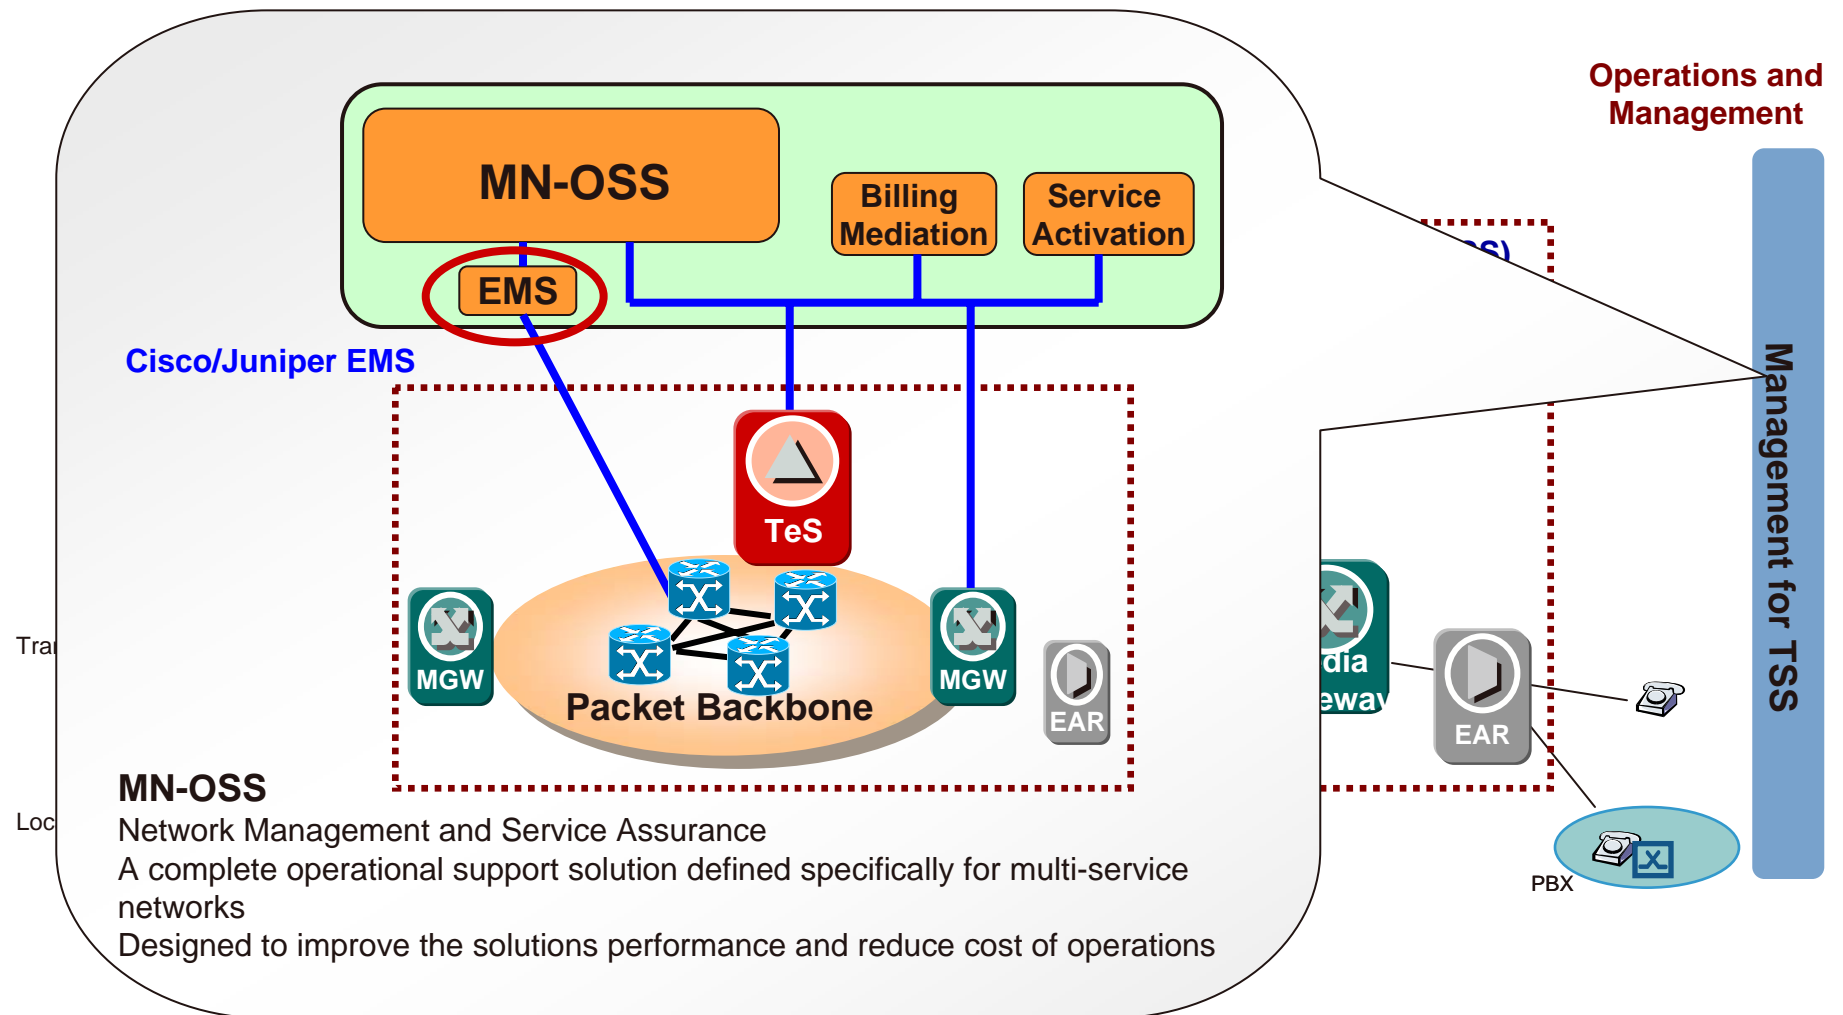 Operations and
Management
MN-OSS
Billing
Mediation
Service
Activation
EMS
Cisco/Juniper EMS
Management for TSS
TeS
MGW
Packet Backbone
MGW
EAR
EAR
PBX
MN-OSS
Network Management and Service Assurance
A complete operational support solution defined specifically for multi-service
networks
Designed to improve the solutions performance and reduce cost of operations